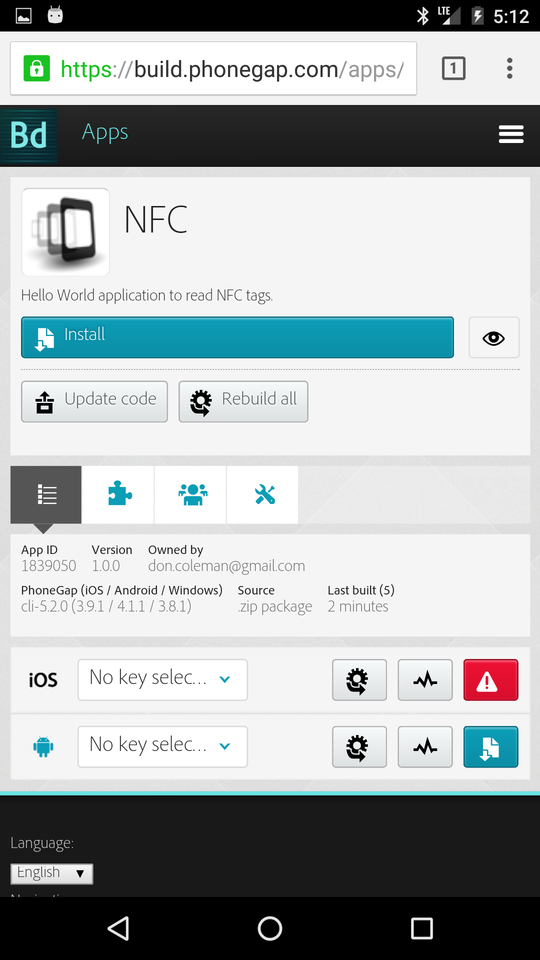 LTE 5:12
https://build.phonegap.com/apps/ 1
Bd Apps
NFC
Hello World application to read NFC tags.
Install
Update code Rebuild all
App ID Version Owned by
1839050 1.0.0 don.coleman@gmail.com
PhoneGap (iOS / Android / Windows) Source Last built (5)
cli-5.2.0 (3.9.1 / 4.1.1 / 3.8.1) .zip package 2 minutes
iOS No key selec...
No key selec...
Language:
English